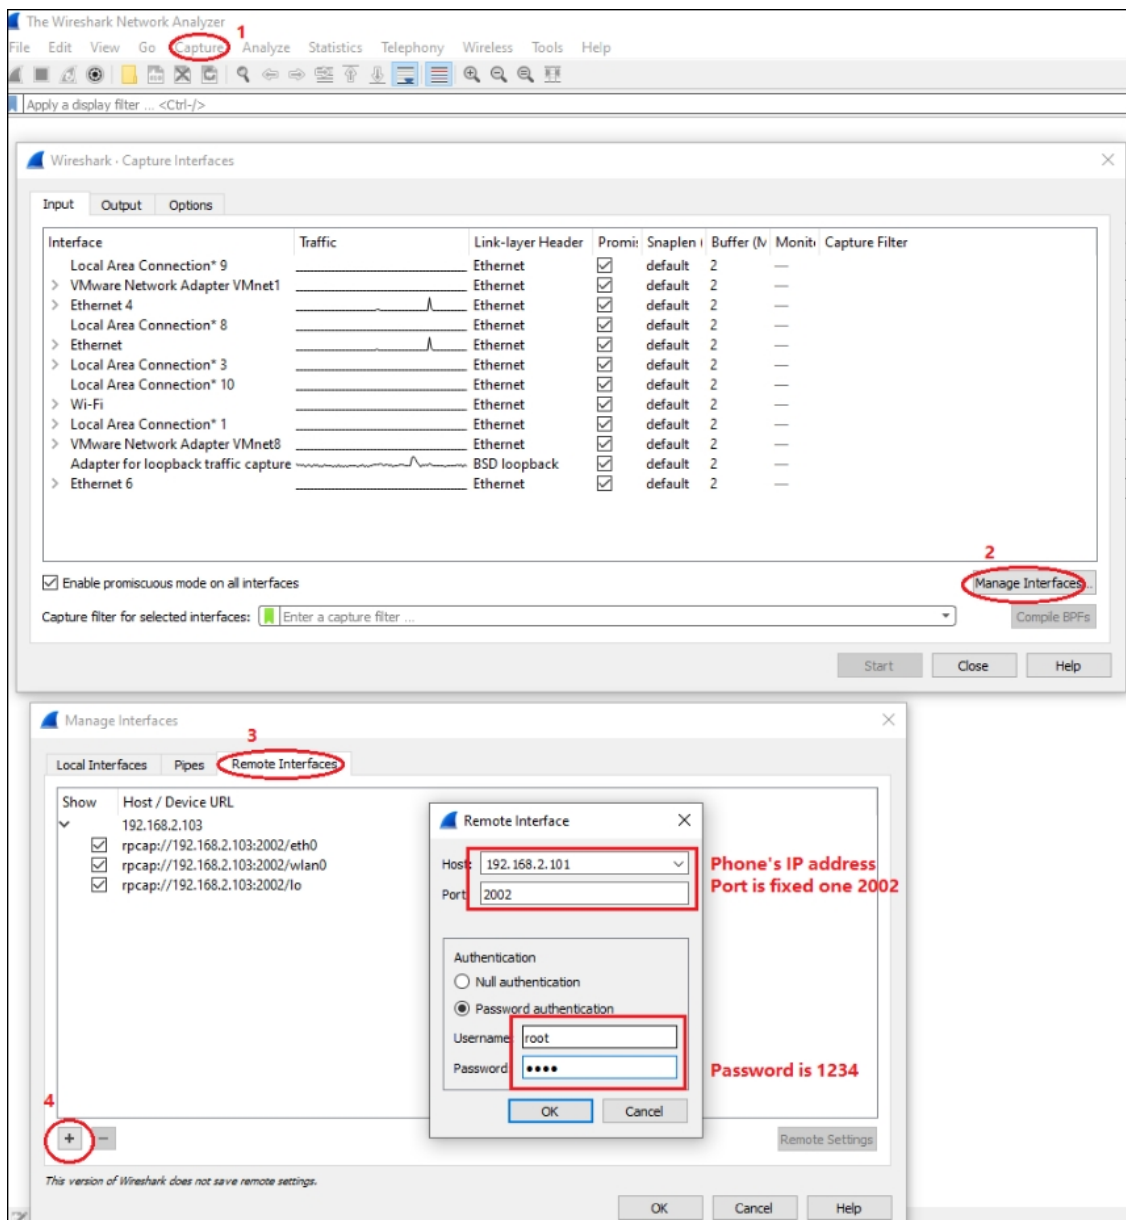 The Wireshark Network Analyzer
1
File Edit View Go Capture Analyze Statistics Telephony Wireless Tools Help
Apply a display filter ... <Ctrl-/>
Wireshark · Capture Interfaces
Input Output Options
Interface Traffic Link-layer Header Promi: Snaplen ( Buffer (M Monit Capture Filter
Local Area Connection* 9 Ethernet default 2 —
VMware Network Adapter VMnet1 Ethernet default 2 —
Ethernet 4 Ethernet default 2 —
Local Area Connection* 8 Ethernet default 2 —
Ethernet Ethernet default 2 —
Local Area Connection* 3 Ethernet default 2 —
Local Area Connection* 10 Ethernet default 2 —
Wi-Fi Ethernet default 2 —
Local Area Connection* 1 Ethernet default 2 —
VMware Network Adapter VMnet8 Ethernet default 2 —
Adapter for loopback traffic capture BSD loopback default 2 —
Ethernet 6 Ethernet default 2 —
2
Enable promiscuous mode on all interfaces Manage Interfaces...
Capture filter for selected interfaces: Enter a capture filter ... Compile BPFs
Start Close Help
Manage Interfaces
3
Local Interfaces Pipes Remote Interfaces
Show Host / Device URL
192.168.2.103
rpcap://192.168.2.103:2002/eth0
rpcap://192.168.2.103:2002/wlan0
rpcap://192.168.2.103:2002/lo
Remote Interface
Host: 192.168.2.101
Port: 2002
Phone's IP address
Port is fixed one 2002
Authentication
Null authentication
Password authentication
Username root
Password ●●●●
Password is 1234
OK Cancel
4
+ −
Remote Settings
This version of Wireshark does not save remote settings.
OK Cancel Help